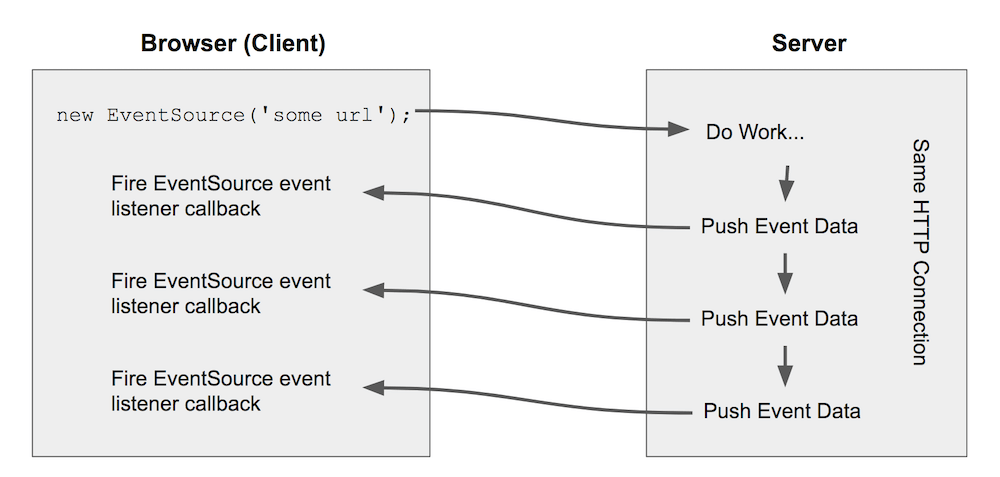 Browser (Client)
Server
new EventSource('some url');
Do Work...
Fire EventSource event
listener callback
Push Event Data
Fire EventSource event
listener callback
Push Event Data
Fire EventSource event
listener callback
Push Event Data
Same HTTP Connection